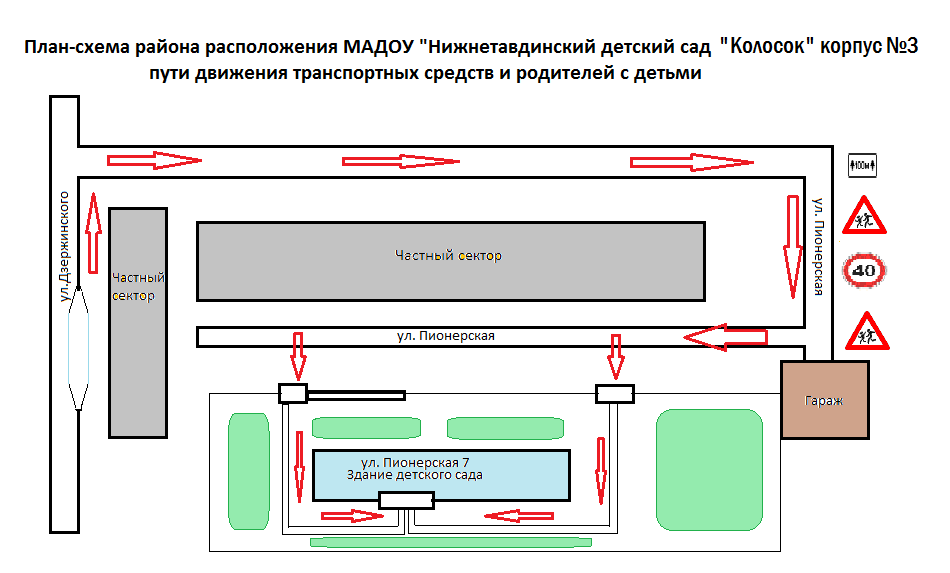 План-схема района расположения МАДОУ "Нижнетавдинский детский сад "Колосок" корпус №3
пути движения транспортных средств и родителей с детьми
100м
ул.Дзержинского
ул. Пионерская
Частный
сектор
Частный сектор
40
ул. Пионерская
Гараж
ул. Пионерская 7
Здание детского сада